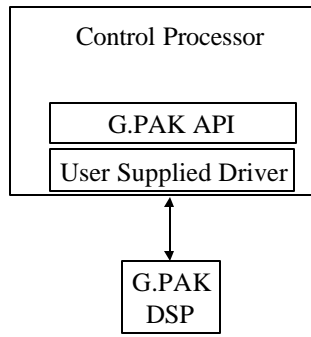 Control Processor
G.PAK API
User Supplied Driver
G.PAK
DSP